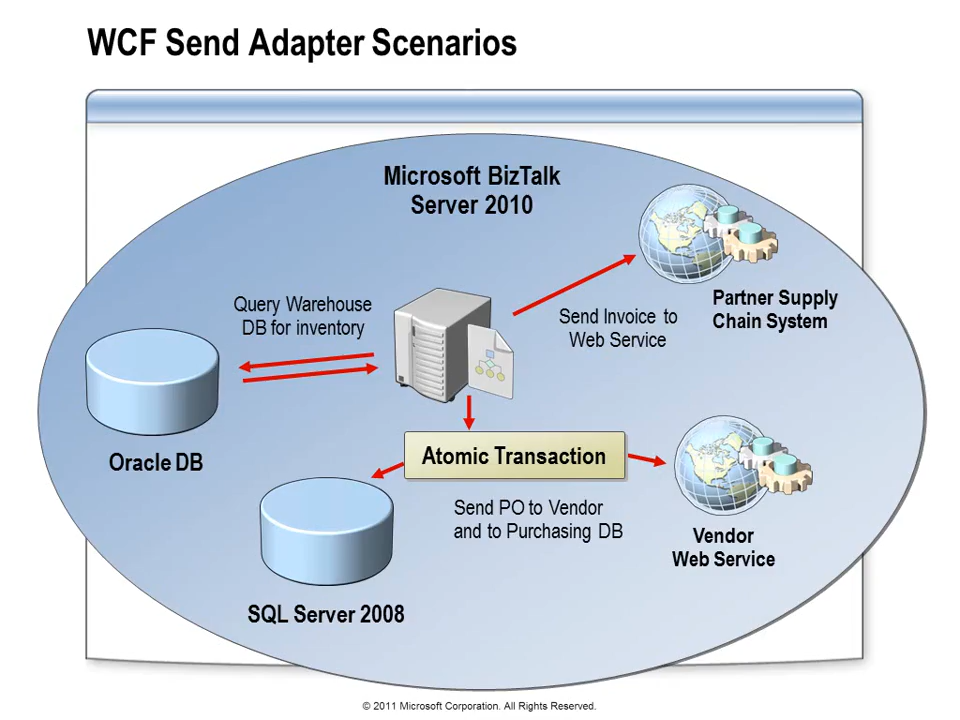 WCF Send Adapter Scenarios
Microsoft BizTalk
Server 2010
Query Warehouse
DB for inventory
Send Invoice to
Web Service
Partner Supply
Chain System
Oracle DB
Atomic Transaction
Send PO to Vendor
and to Purchasing DB
Vendor
Web Service
SQL Server 2008
© 2011 Microsoft Corporation. All Rights Reserved.